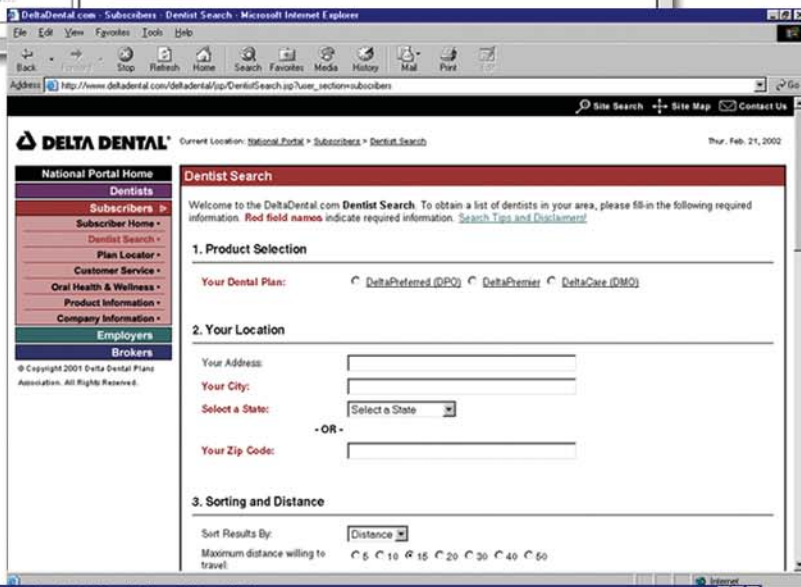 DeltaDental.com - Subscribers - Dentist Search - Microsoft Internet Explorer
File Edit View Favorites Tools Help
Back Forward Stop Refresh Home Search Favorites Media History Mail Print Edit
Address http://www.deltadental.com/deltadental/jsp/DentistSearch.jsp?user_section=subscribers Go
Site Search Site Map Contact Us
DELTA DENTAL® Current Location: National Portal > Subscribers > Dentist Search Thur. Feb. 21, 2002
National Portal Home
Dentists
Subscribers
Subscriber Home
Dentist Search
Plan Locator
Customer Service
Oral Health & Wellness
Product Information
Company Information
Employers
Brokers
© Copyright 2001 Delta Dental Plans
Association. All Rights Reserved.
Dentist Search
Welcome to the DeltaDental.com Dentist Search. To obtain a list of dentists in your area, please fill-in the following required
information. Red field names indicate required information. Search Tips and Disclaimers!
1. Product Selection
Your Dental Plan: DeltaPreferred (DPO) DeltaPremier DeltaCare (DMO)
2. Your Location
Your Address:
Your City:
Select a State: Select a State
- OR -
Your Zip Code:
3. Sorting and Distance
Sort Results By: Distance
Maximum distance willing to
travel: 5 10 15 20 30 40 50
Internet